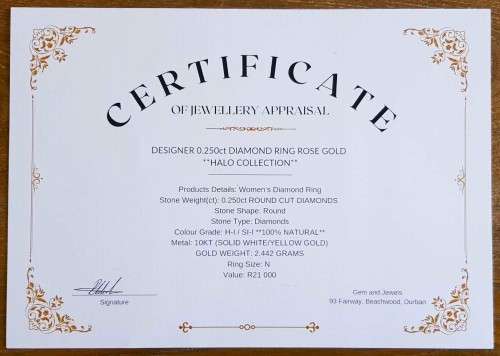 CERTIFICATE
OF JEWELLERY APPRAISAL
DESIGNER 0.250ct DIAMOND RING ROSE GOLD
**HALO COLLECTION**
Products Details: Women's Diamond Ring
Stone Weight(ct): 0.250ct ROUND CUT DIAMONDS
Stone Shape: Round
Stone Type: Diamonds
Colour Grade: H-I / SI-I **100% NATURAL**
Metal: 10KT (SOLID WHITE/YELLOW GOLD)
GOLD WEIGHT: 2.442 GRAMS
Ring Size: N
Value: R21 000
Signature
Gem and Jewels
93 Fairway, Beachwood, Durban